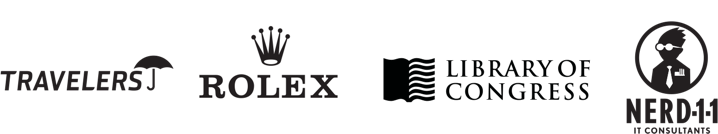 TRAVELERS
ROLEX
LIBRARY OF
CONGRESS
NERD-1-1
IT CONSULTANTS